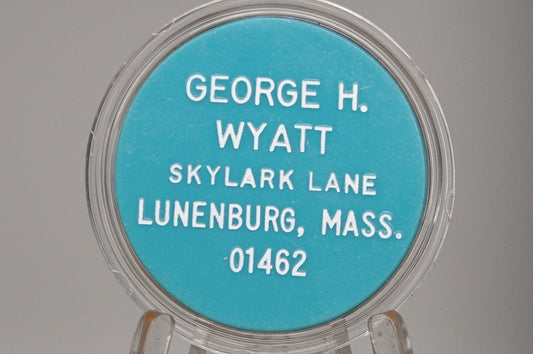 GEORGE H.
WYATT
SKYLARK LANE
LUNENBURG, MASS.
01462